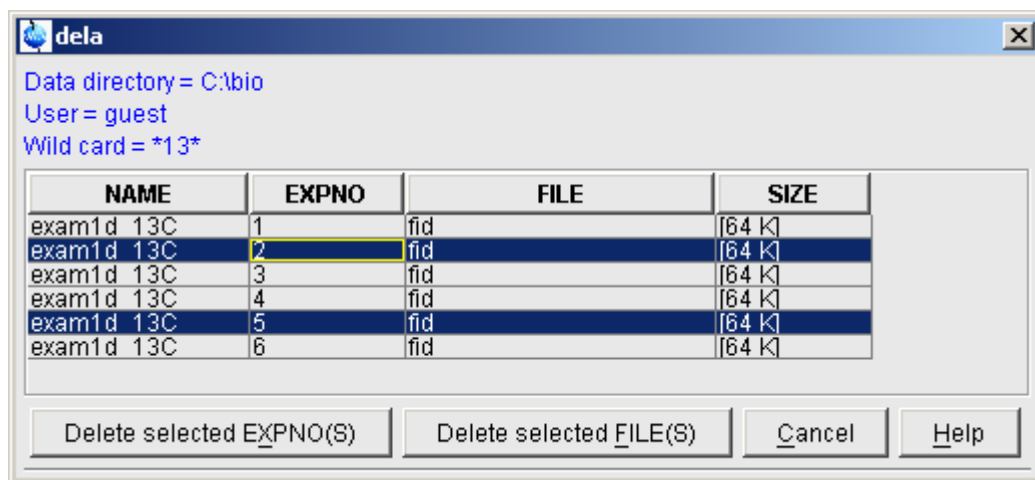 dela
Data directory = C:\bio
User = guest
Wild card = *13*
NAME EXPNO FILE SIZE
exam1d_13C 1 fid [64 K]
exam1d_13C 2 fid [64 K]
exam1d_13C 3 fid [64 K]
exam1d_13C 4 fid [64 K]
exam1d_13C 5 fid [64 K]
exam1d_13C 6 fid [64 K]
Delete selected EXPNO(S) Delete selected FILE(S) Cancel Help